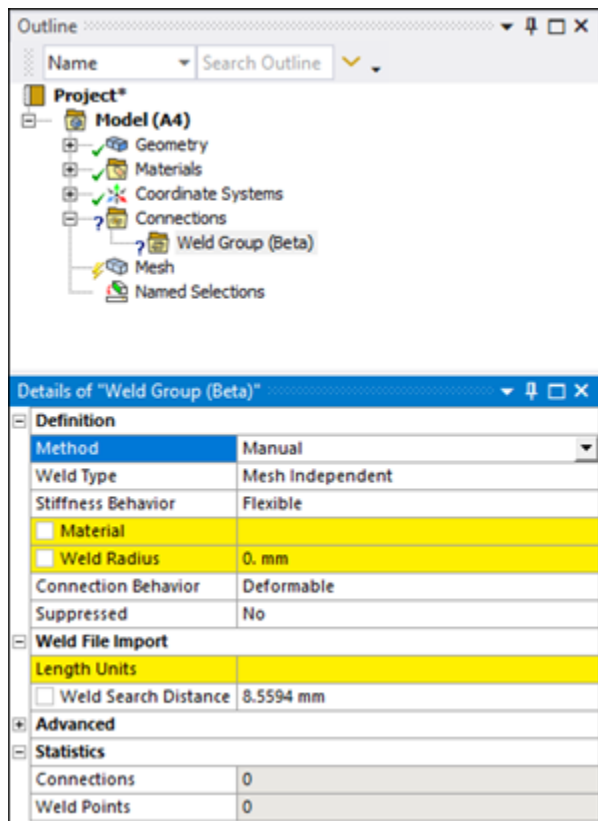 Outline
Name Search Outline
Project*
Model (A4)
Geometry
Materials
Coordinate Systems
Connections
Weld Group (Beta)
Mesh
Named Selections
Details of "Weld Group (Beta)"
Definition
Method Manual
Weld Type Mesh Independent
Stiffness Behavior Flexible
Material
Weld Radius 0. mm
Connection Behavior Deformable
Suppressed No
Weld File Import
Length Units
Weld Search Distance 8.5594 mm
Advanced
Statistics
Connections 0
Weld Points 0